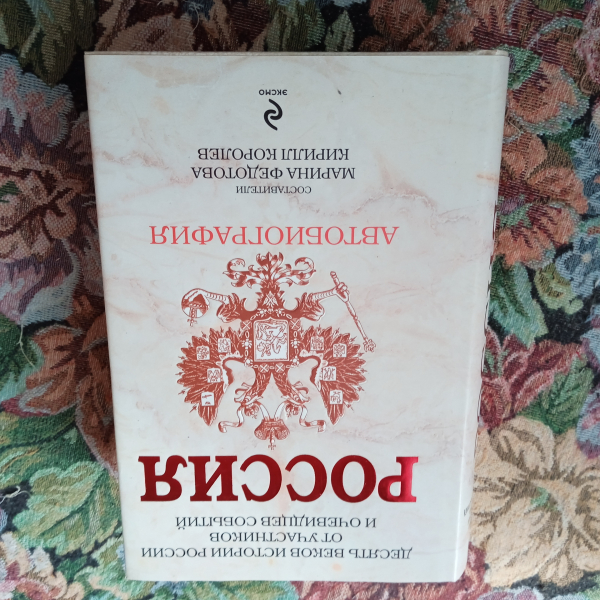 ДЕСЯТЬ ВЕКОВ ИСТОРИИ РОССИИ
ОТ УЧАСТНИКОВ
И ОЧЕВИДЦЕВ СОБЫТИЙ
РОССИЯ
АВТОБИОГРАФИЯ
СОСТАВИТЕЛИ
МАРИНА ФЕДОТОВА
КИРИЛЛ КОРОЛЕВ
ЭКСМО